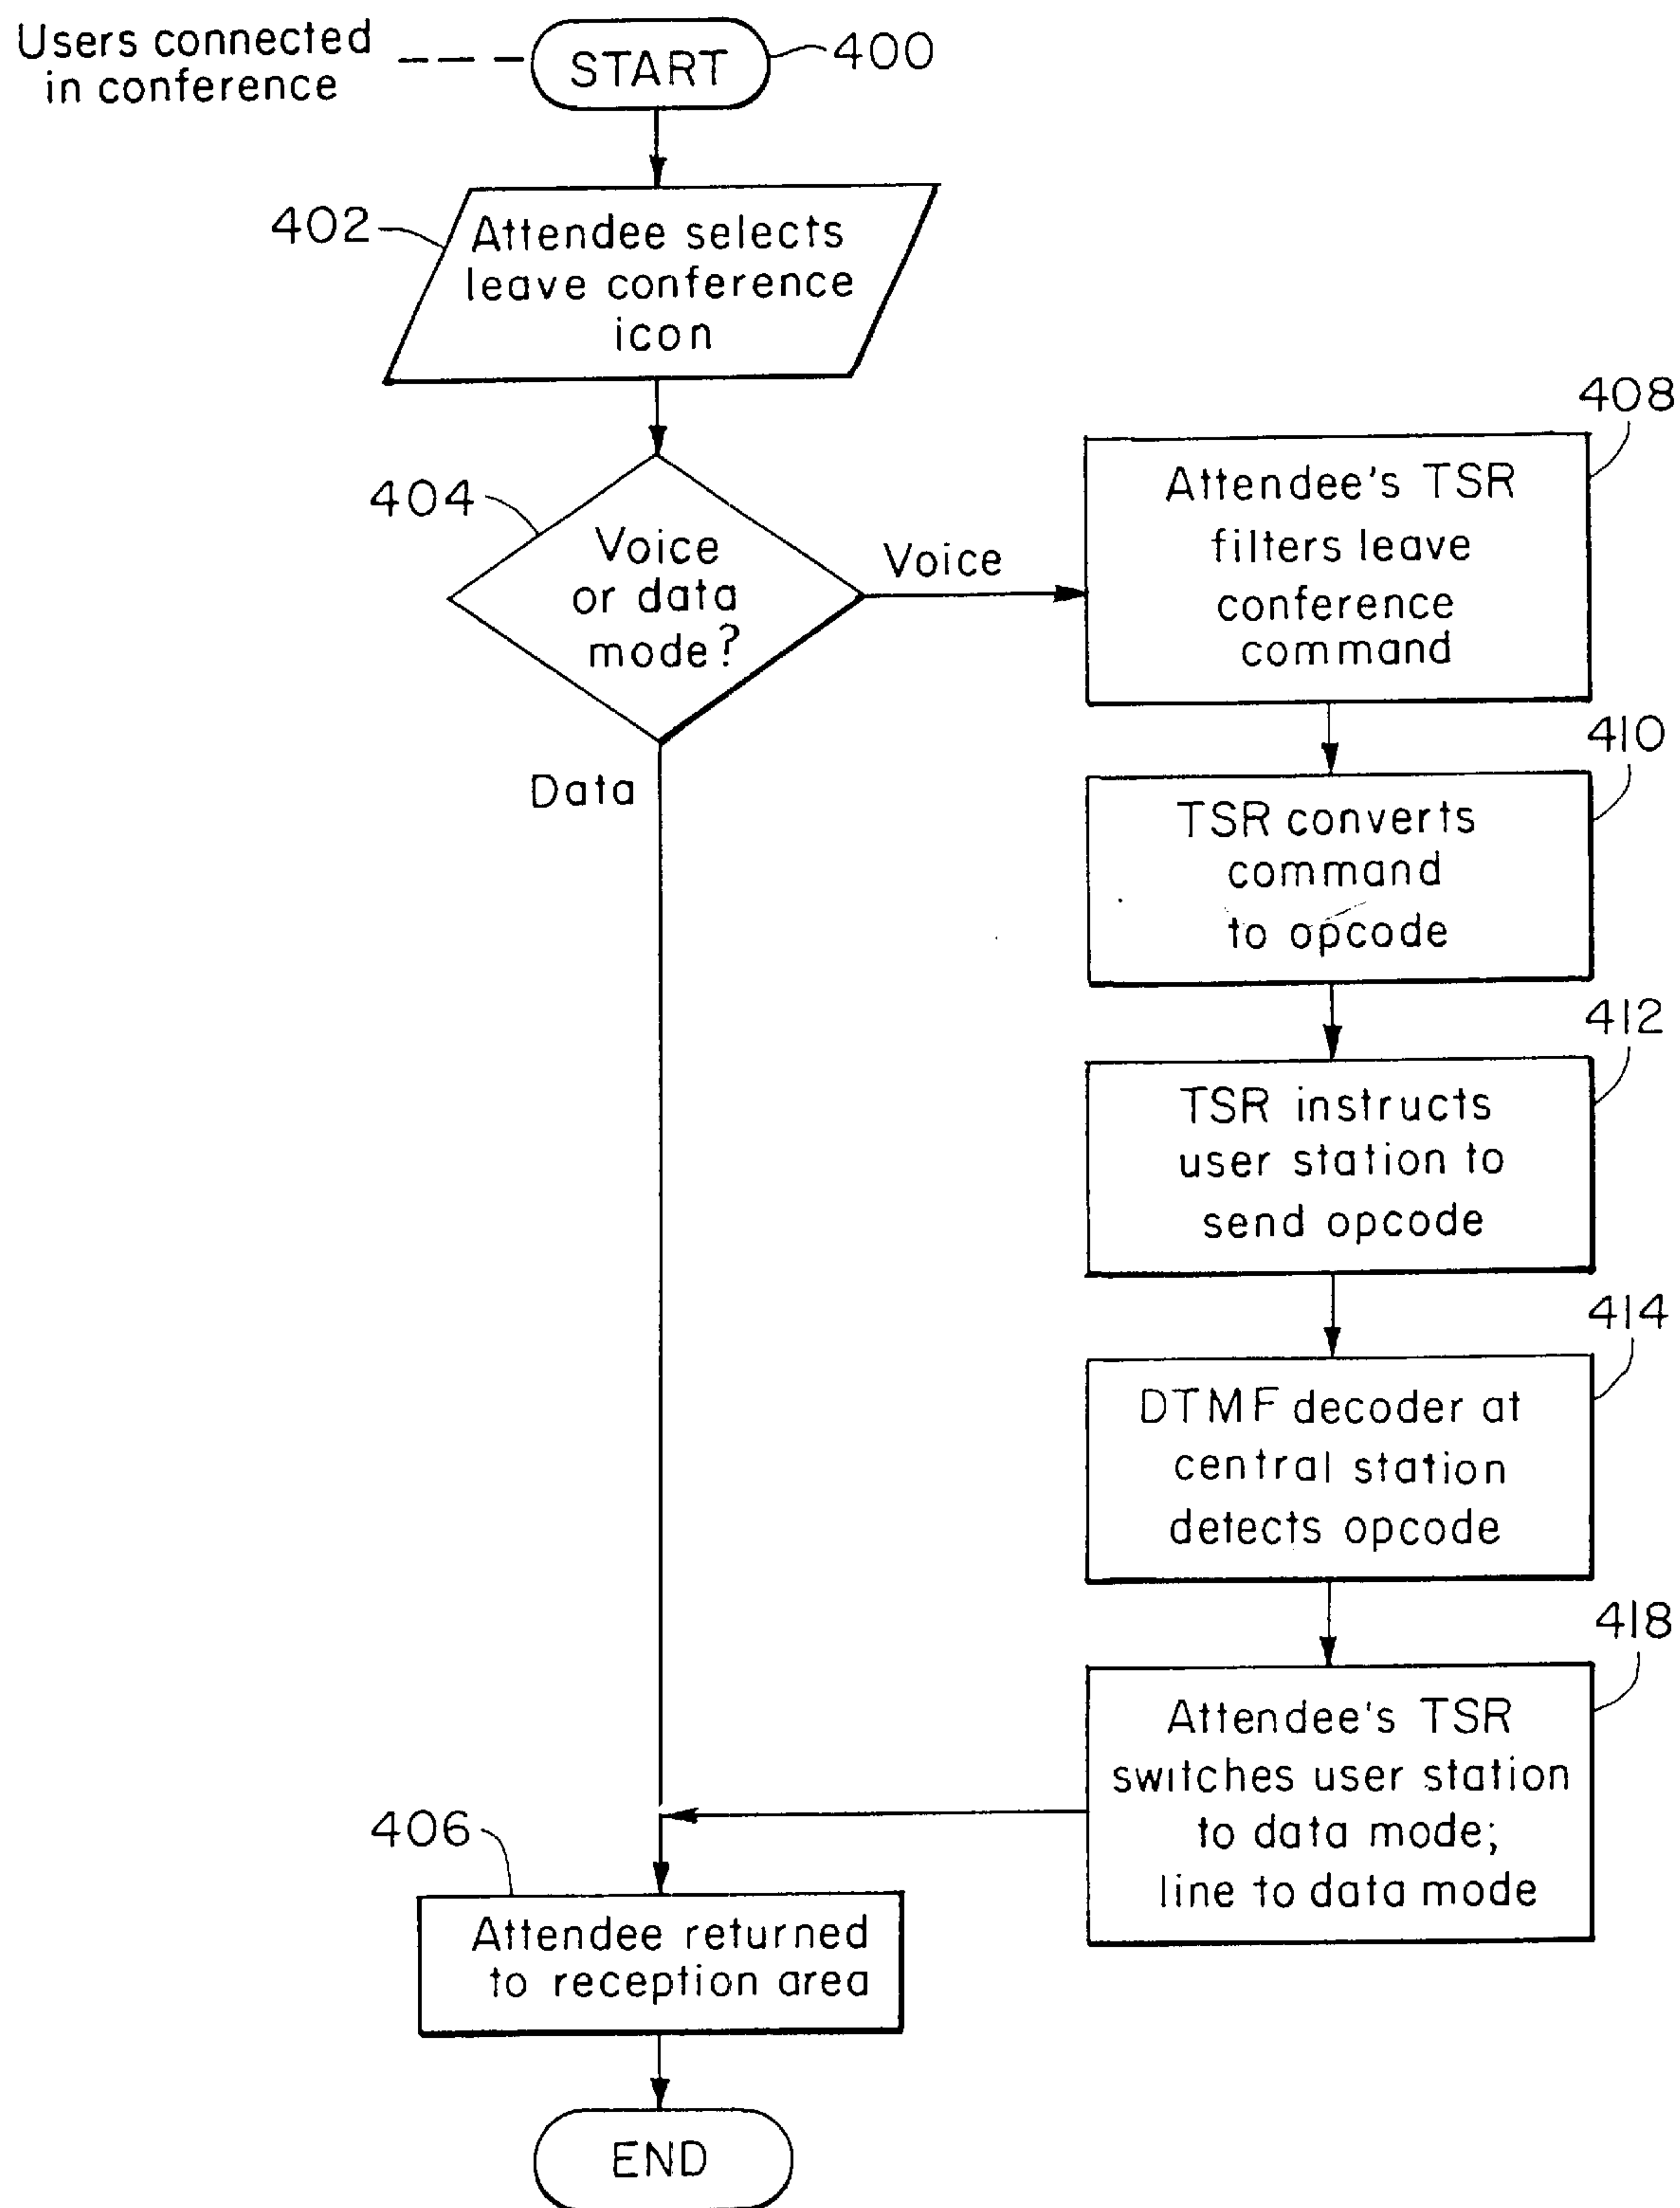 Users connected
in conference
START
400
402
Attendee selects
leave conference
icon
404
Voice
or data
mode?
Voice
Data
408
Attendee's TSR
filters leave
conference
command
410
TSR converts
command
to opcode
412
TSR instructs
user station to
send opcode
414
DTMF decoder at
central station
detects opcode
418
Attendee's TSR
switches user station
to data mode;
line to data mode
406
Attendee returned
to reception area
END